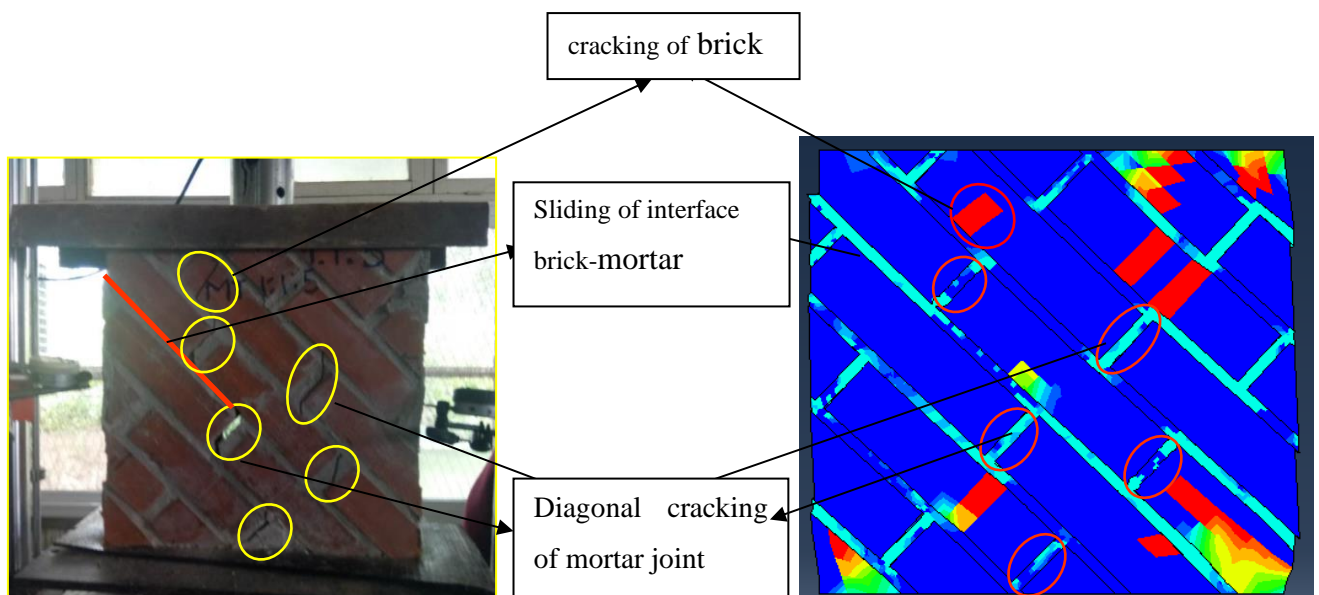 cracking of brick
Sliding of interface
brick-mortar
Diagonal cracking
of mortar joint